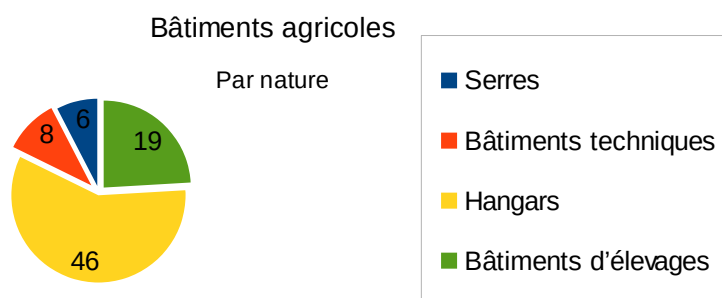 Bâtiments agricoles
Par nature
6
8
19
46
Serres
Bâtiments techniques
Hangars
Bâtiments d’élevages